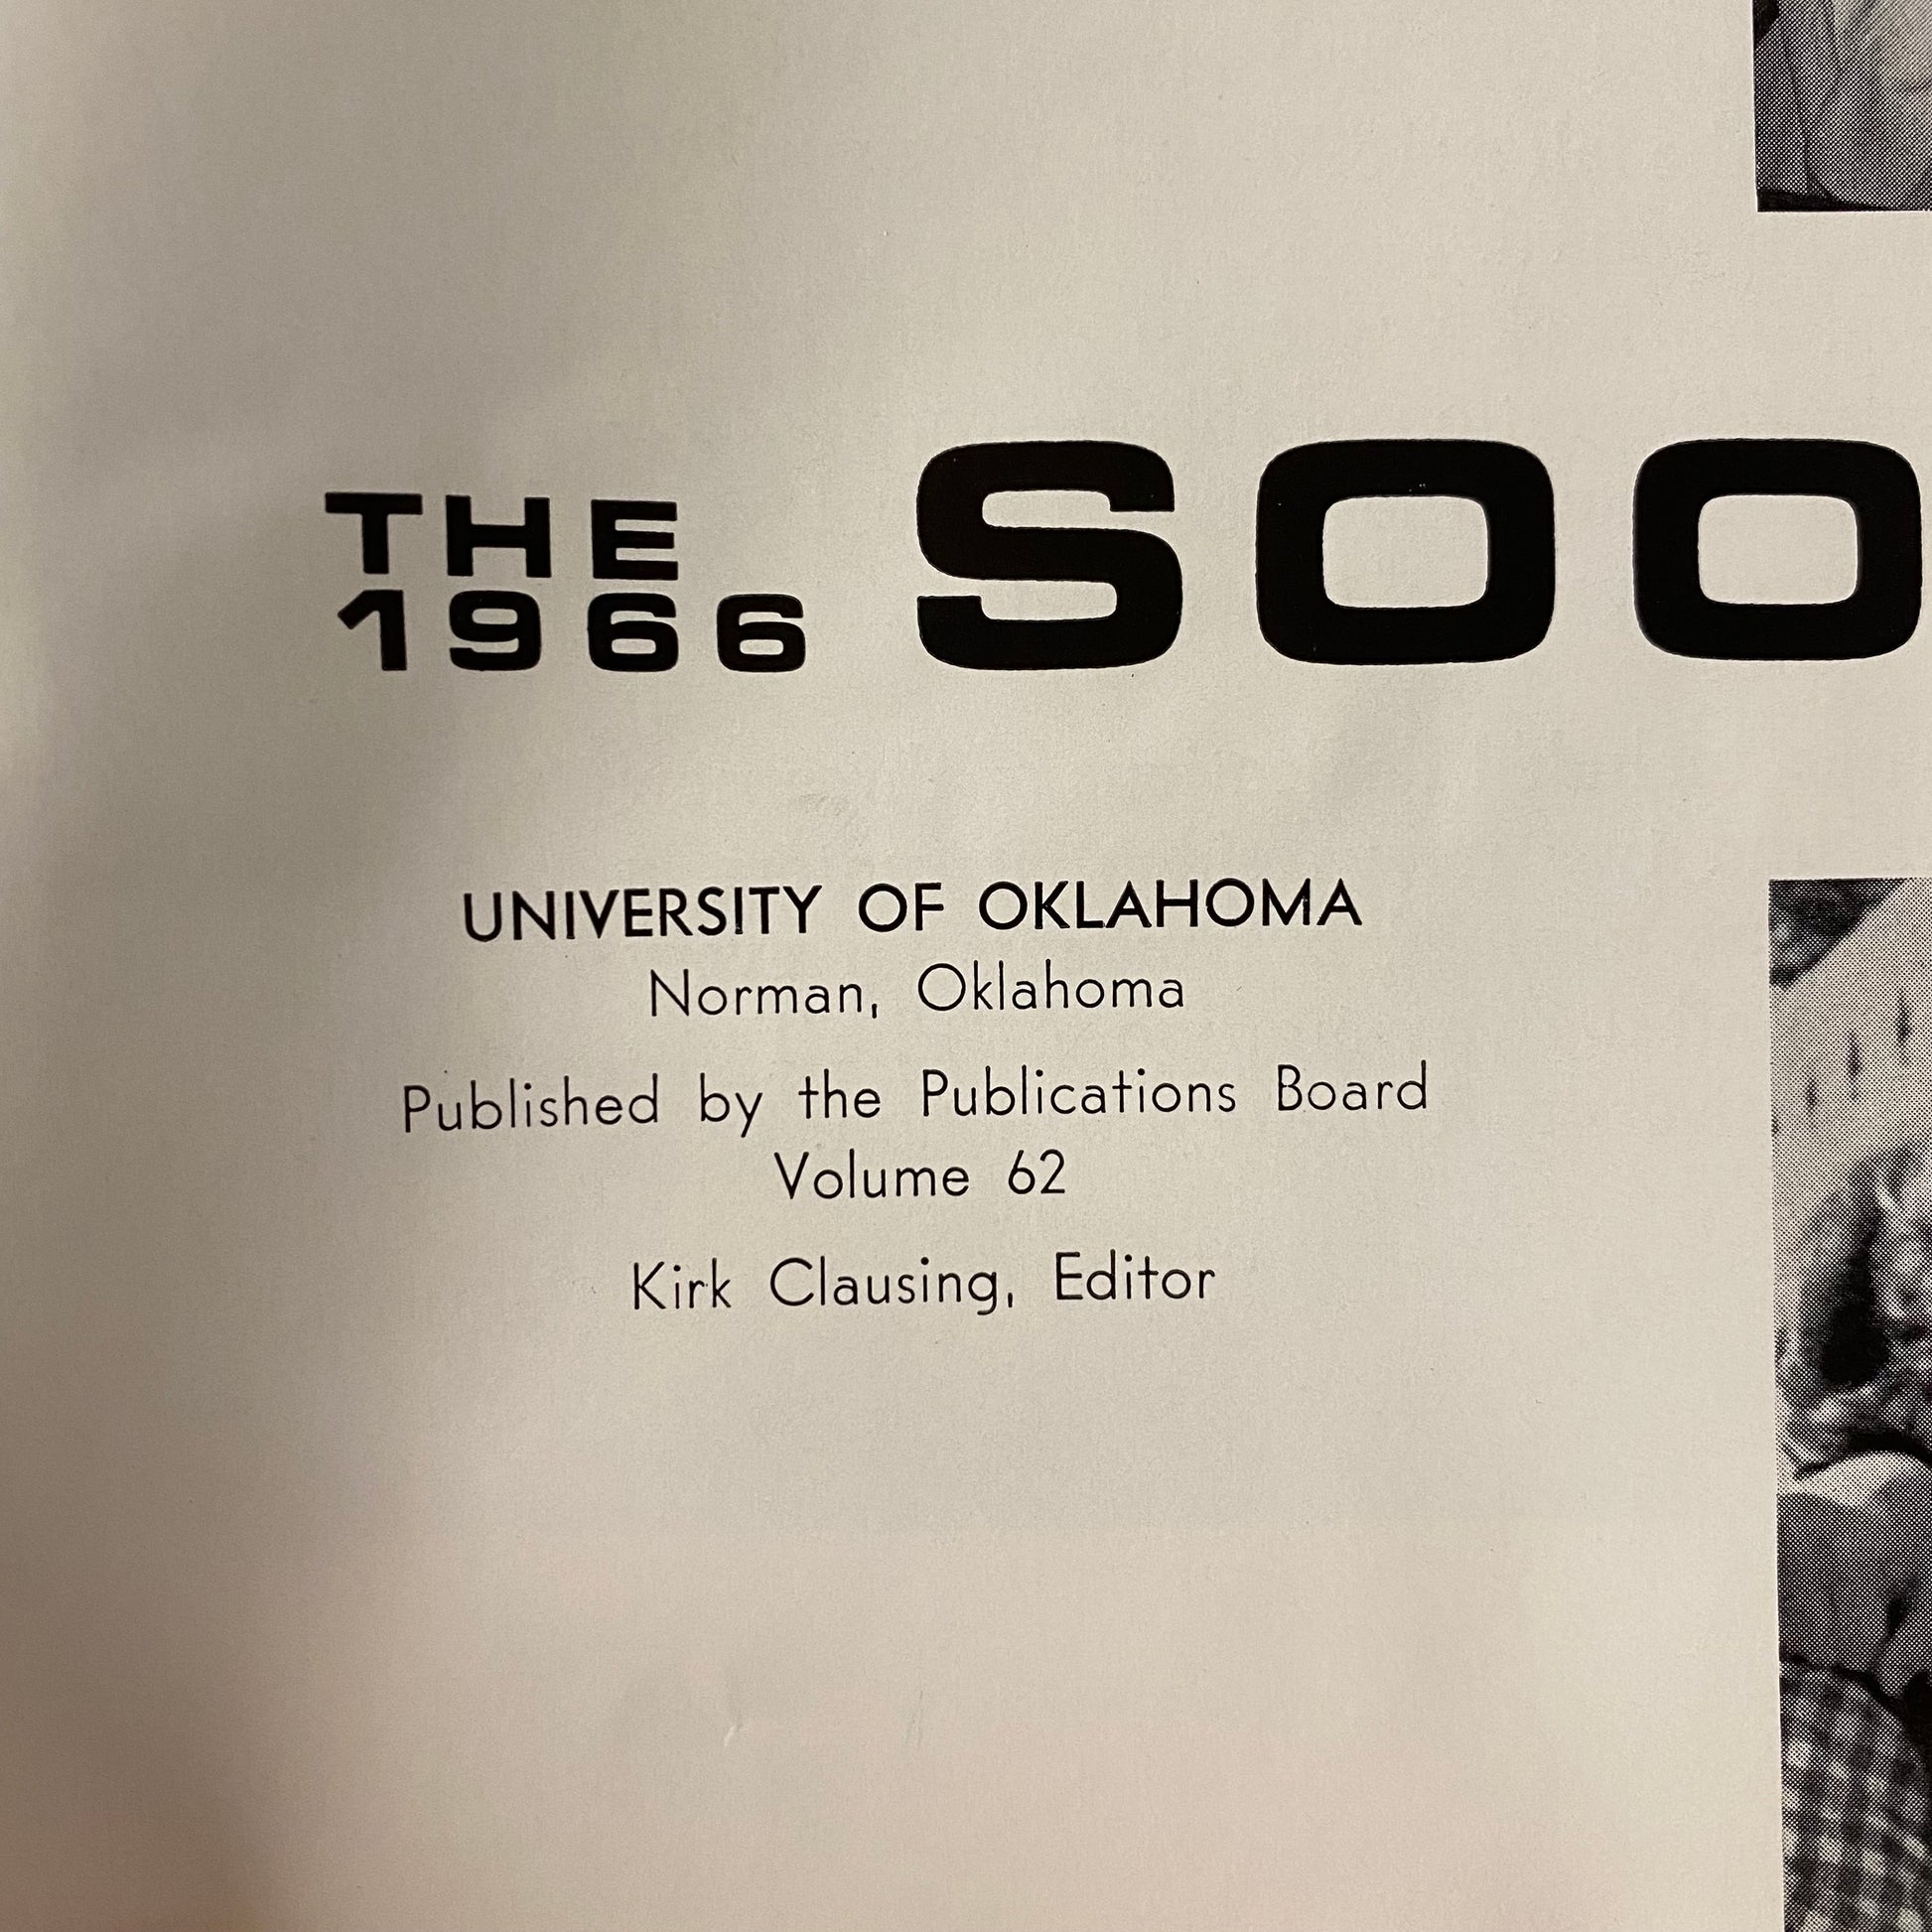 THE
1966 SOO
UNIVERSITY OF OKLAHOMA
Norman, Oklahoma
Published by the Publications Board
Volume 62
Kirk Clausing, Editor